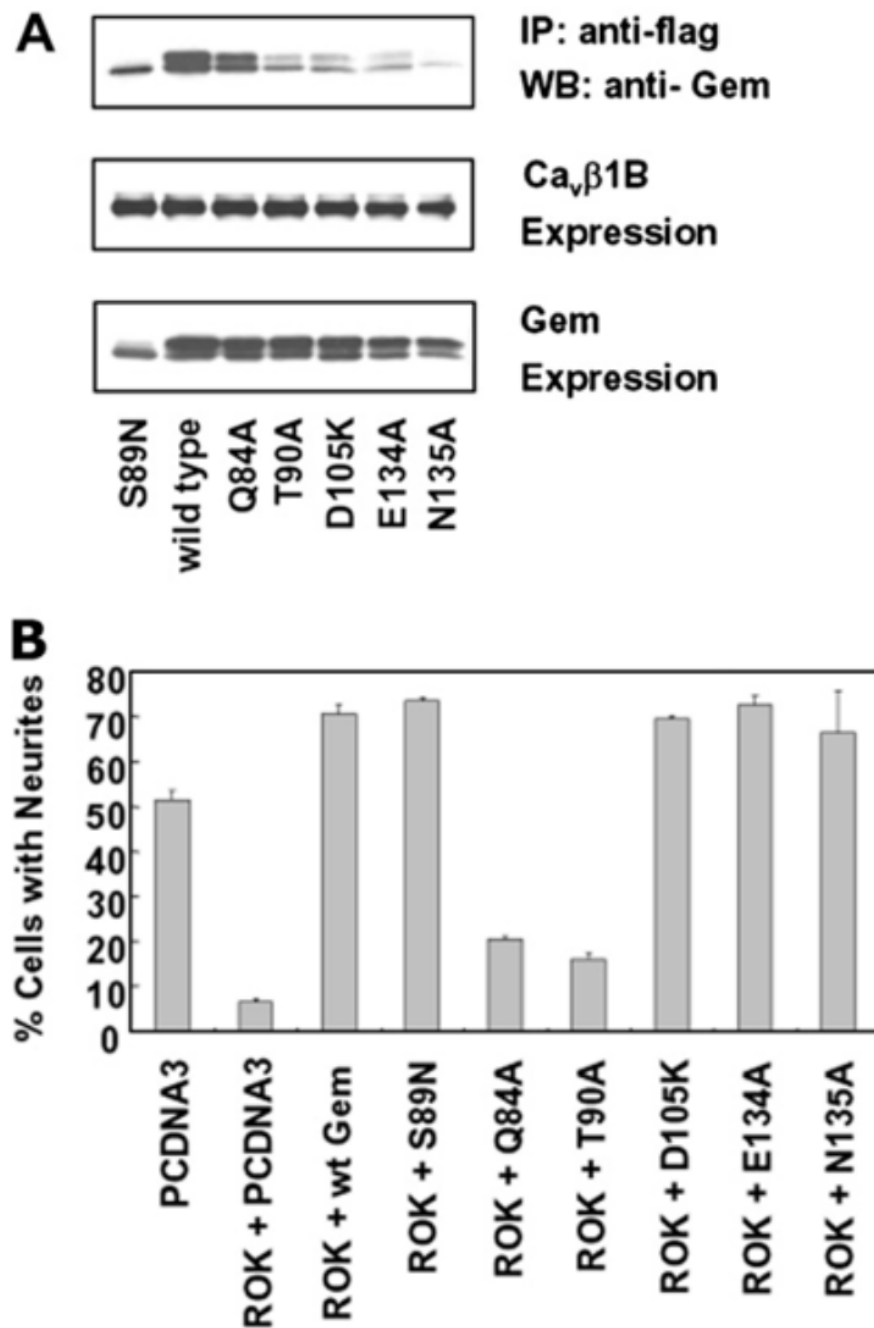 A
IP: anti-flag
WB: anti- Gem
Cavβ1B
Expression
Gem
Expression
S89N
wild type
Q84A
T90A
D105K
E134A
N135A
B
% Cells with Neurites
80
70
60
50
40
30
20
10
0
PCDNA3
ROK + PCDNA3
ROK + wt Gem
ROK + S89N
ROK + Q84A
ROK + T90A
ROK + D105K
ROK + E134A
ROK + N135A